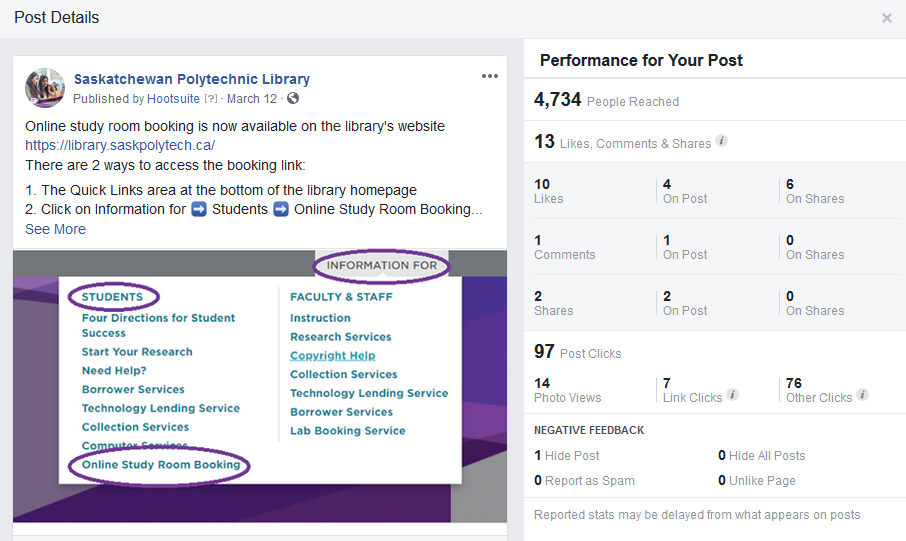 Post Details
Saskatchewan Polytechnic Library
Published by Hootsuite [?] · March 12 ·
Online study room booking is now available on the library's website
https://library.saskpolytech.ca/
There are 2 ways to access the booking link:
1. The Quick Links area at the bottom of the library homepage
2. Click on Information for ➡ Students ➡ Online Study Room Booking...
See More
INFORMATION FOR
STUDENTS
Four Directions for Student
Success
Start Your Research
Need Help?
Borrower Services
Technology Lending Service
Collection Services
Computer Services
Online Study Room Booking
FACULTY & STAFF
Instruction
Research Services
Copyright Help
Collection Services
Technology Lending Service
Borrower Services
Lab Booking Service
Performance for Your Post
4,734 People Reached
13 Likes, Comments & Shares
10 4 6
Likes On Post On Shares
1 1 0
Comments On Post On Shares
2 2 0
Shares On Post On Shares
97 Post Clicks
14 7 76
Photo Views Link Clicks Other Clicks
NEGATIVE FEEDBACK
1 Hide Post 0 Hide All Posts
0 Report as Spam 0 Unlike Page
Reported stats may be delayed from what appears on posts